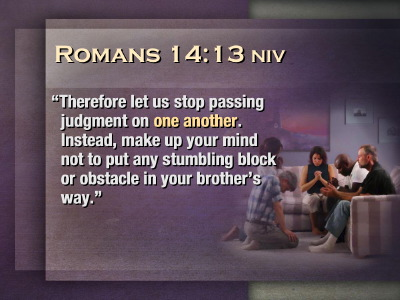 ROMANS 14:13 NIV
“Therefore let us stop passing
judgment on one another.
Instead, make up your mind
not to put any stumbling block
or obstacle in your brother’s
way.”